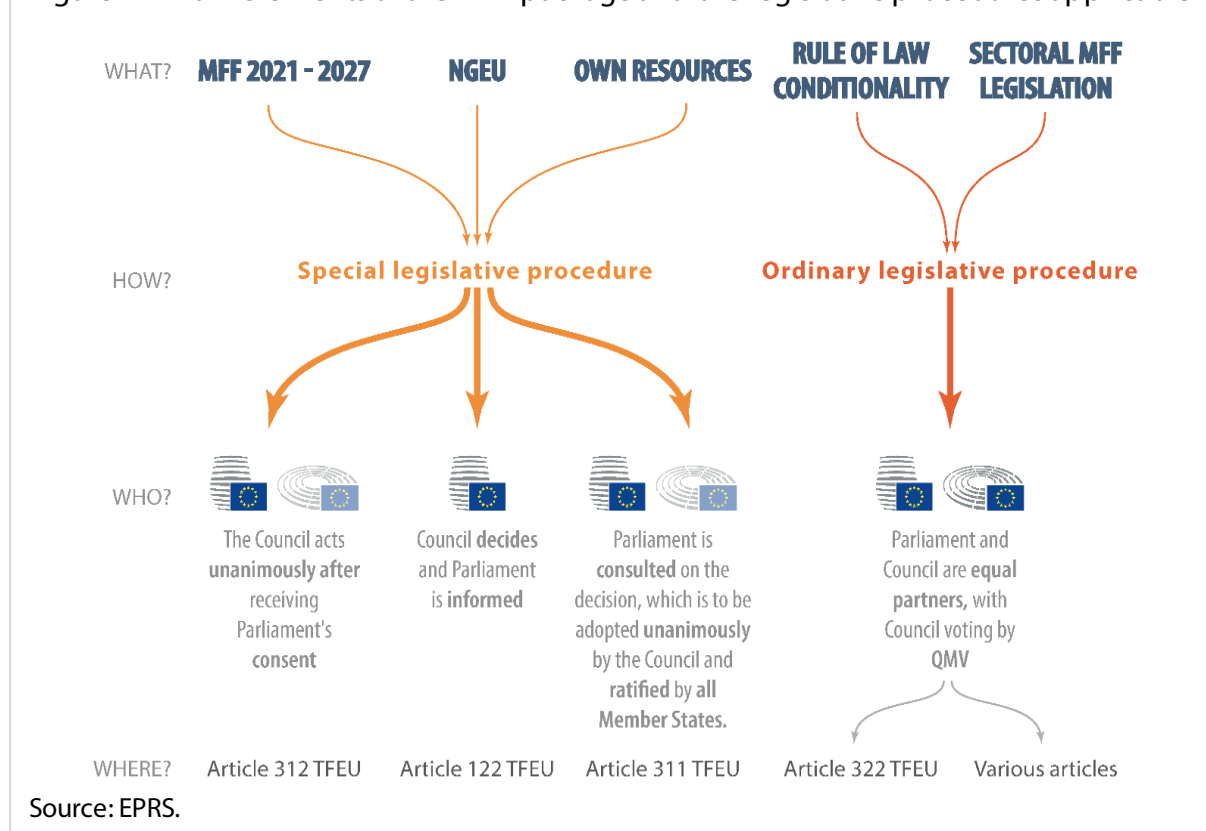 WHAT?
MFF 2021 - 2027
NGEU
OWN RESOURCES
RULE OF LAW
CONDITIONALITY
SECTORAL MFF
LEGISLATION
HOW?
Special legislative procedure
Ordinary legislative procedure
WHO?
The Council acts
unanimously after
receiving
Parliament's
consent
Council decides
and Parliament
is informed
Parliament is
consulted on the
decision, which is to be
adopted unanimously
by the Council and
ratified by all
Member States.
Parliament and
Council are equal
partners, with
Council voting by
QMV
WHERE?
Article 312 TFEU
Article 122 TFEU
Article 311 TFEU
Article 322 TFEU
Various articles
Source: EPRS.